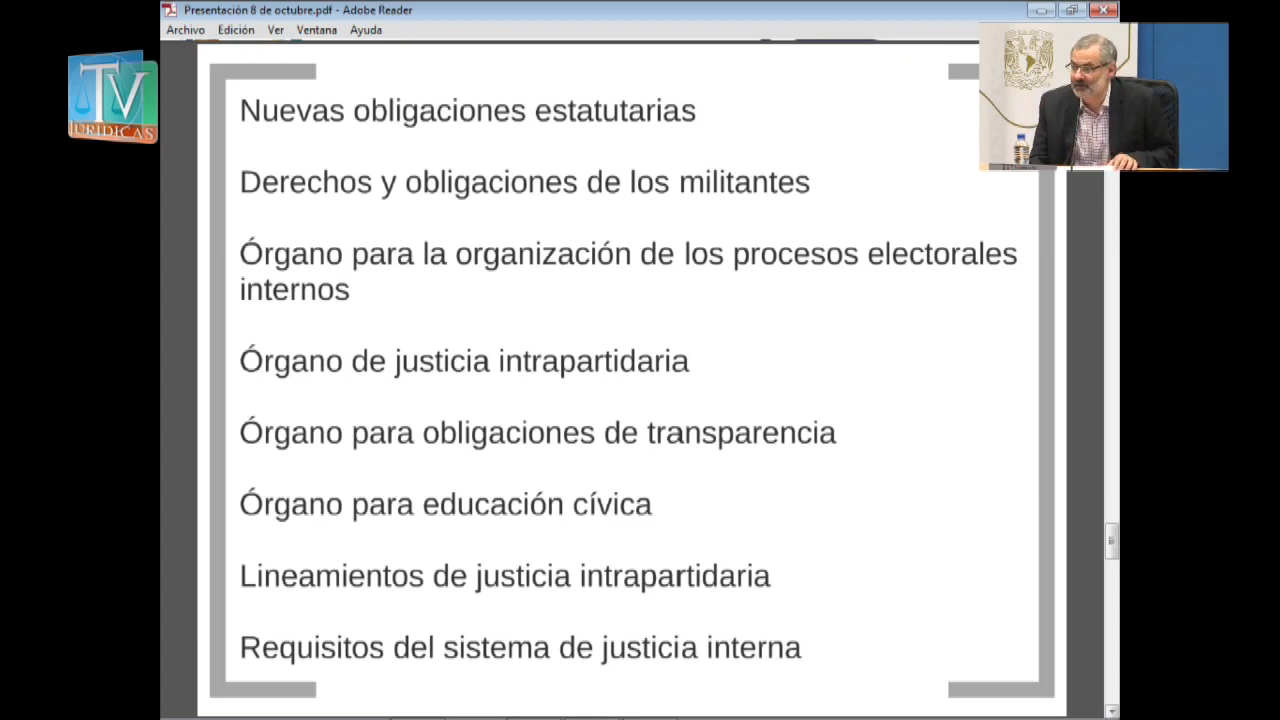 Presentación 8 de octubre.pdf - Adobe Reader
Archivo Edición Ver Ventana Ayuda
TV
JURIDICAS
Nuevas obligaciones estatutarias
Derechos y obligaciones de los militantes
Órgano para la organización de los procesos electorales
internos
Órgano de justicia intrapartidaria
Órgano para obligaciones de transparencia
Órgano para educación cívica
Lineamientos de justicia intrapartidaria
Requisitos del sistema de justicia interna